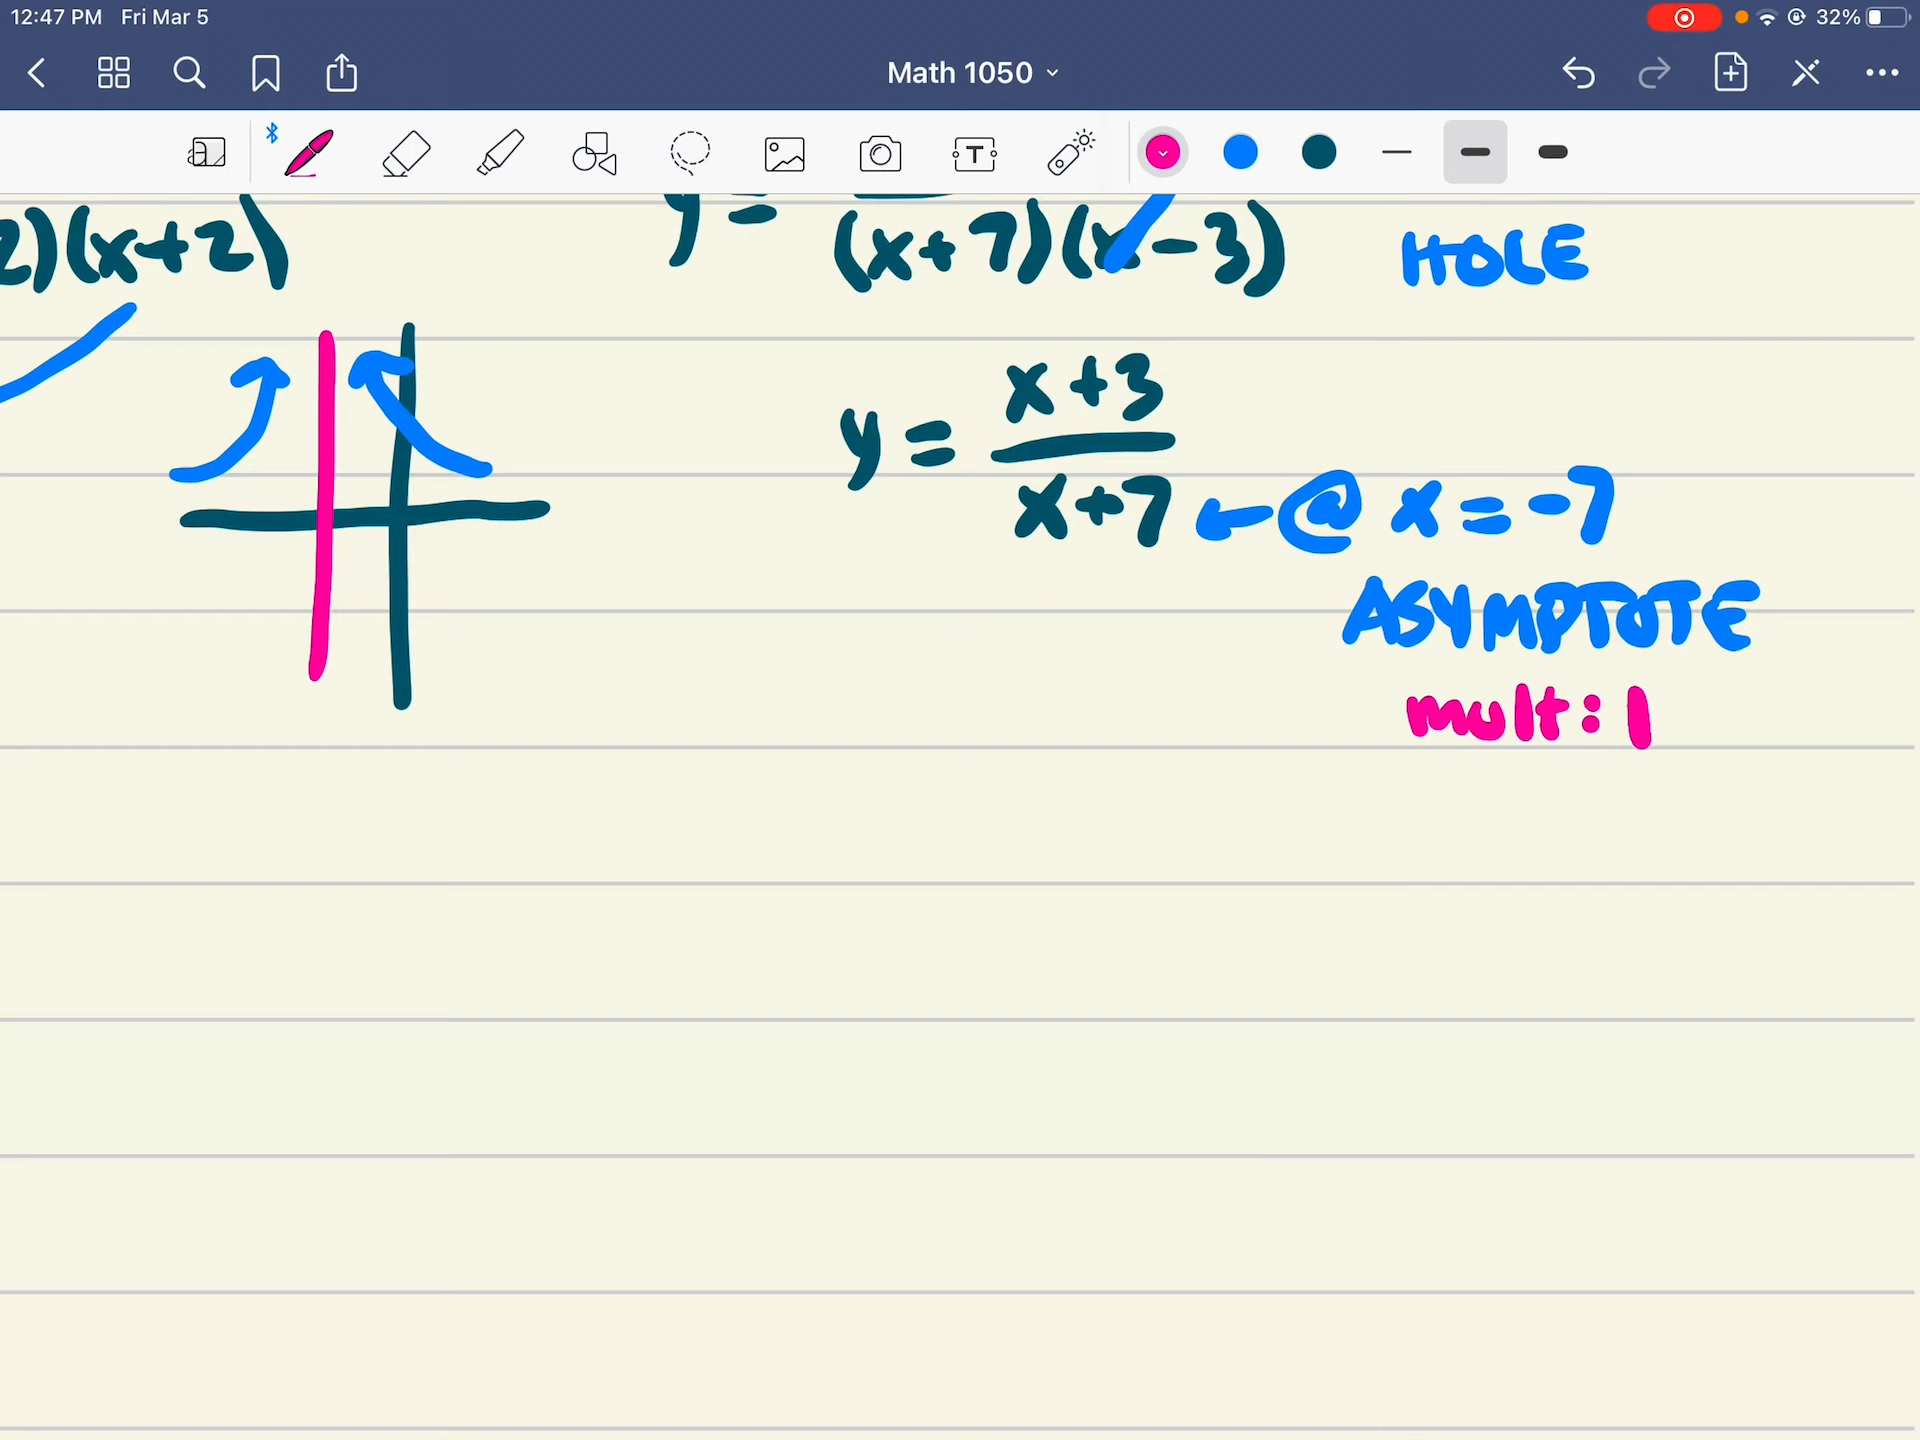 12:47 PM Fri Mar 5
32%
Math 1050
T
2)(x+2)
y =
(x+7)(x-3)
HOLE
y = x+3
x+7 ← @ x = -7
ASYMPTOTE
mult: 1